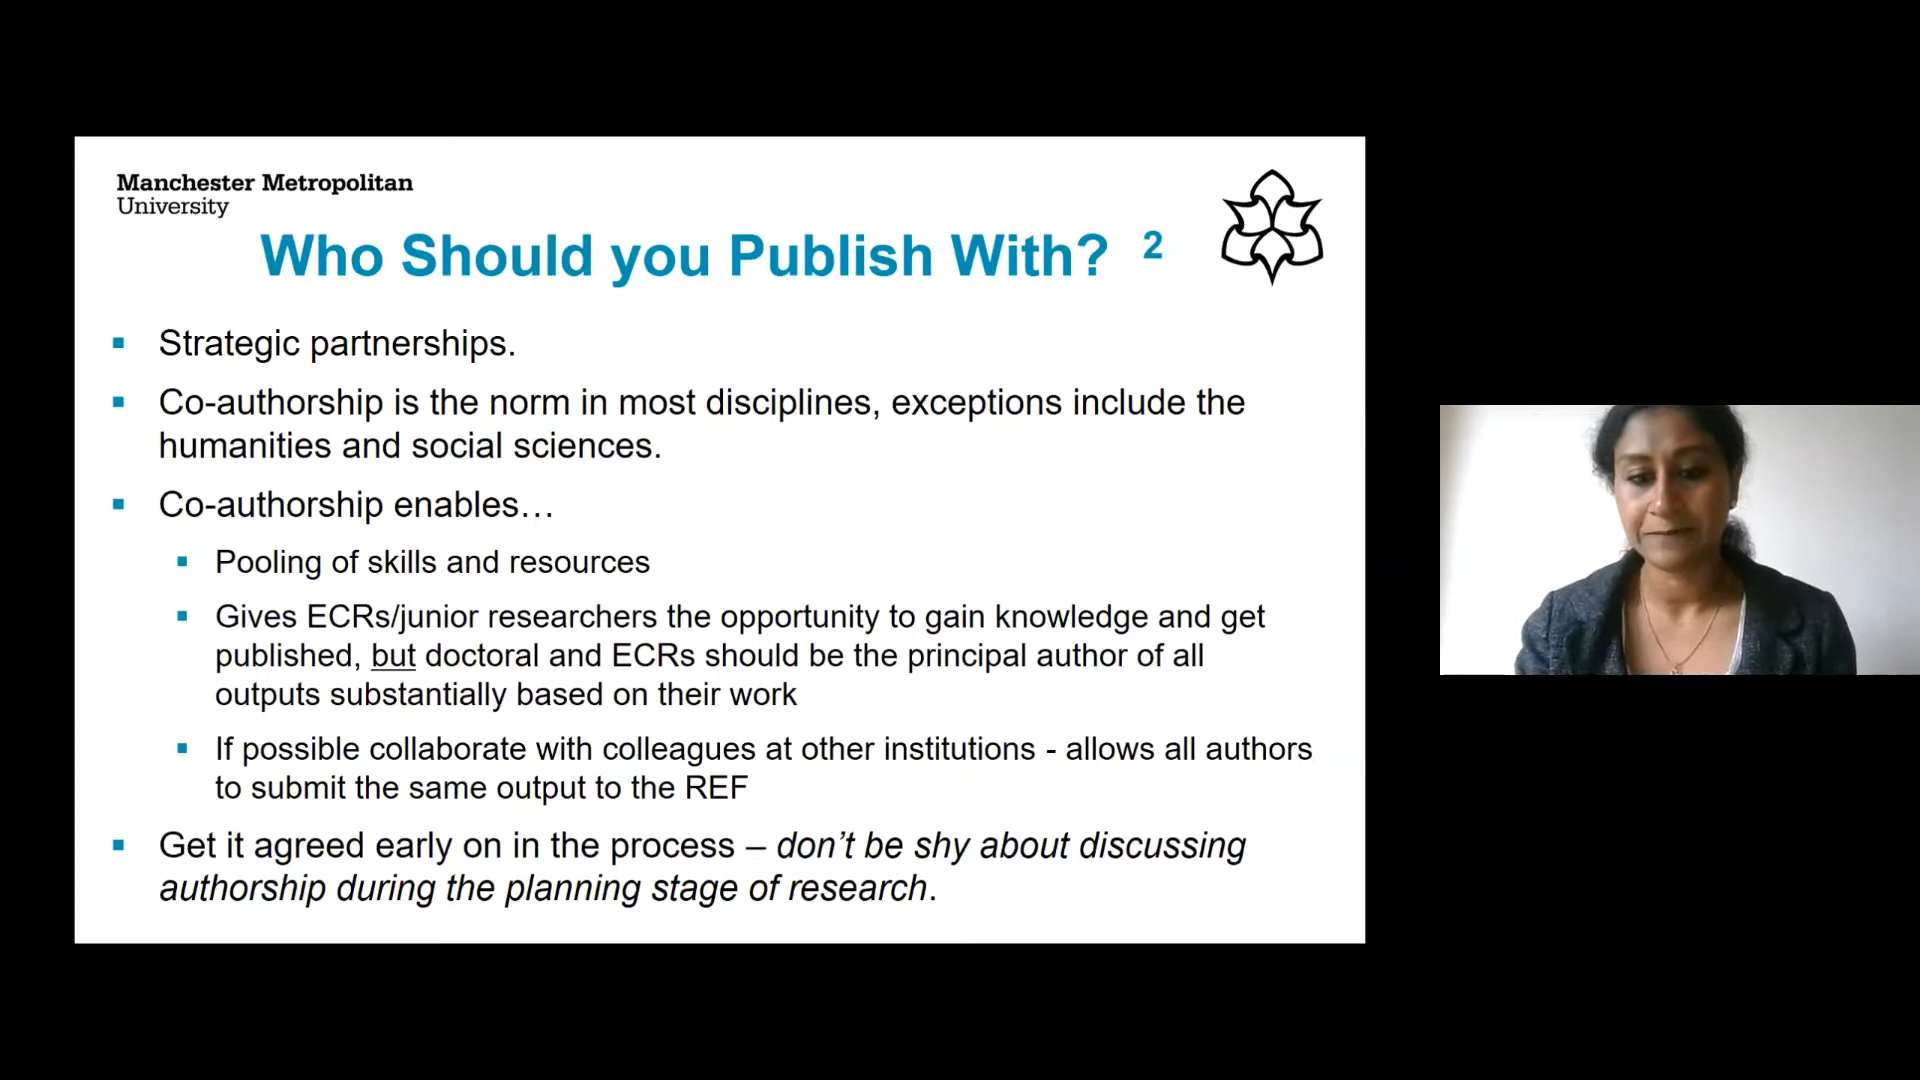 Manchester Metropolitan
University
Who Should you Publish With? 2
Strategic partnerships.
Co-authorship is the norm in most disciplines, exceptions include the
humanities and social sciences.
Co-authorship enables…
Pooling of skills and resources
Gives ECRs/junior researchers the opportunity to gain knowledge and get
published, but doctoral and ECRs should be the principal author of all
outputs substantially based on their work
If possible collaborate with colleagues at other institutions - allows all authors
to submit the same output to the REF
Get it agreed early on in the process – don’t be shy about discussing
authorship during the planning stage of research.